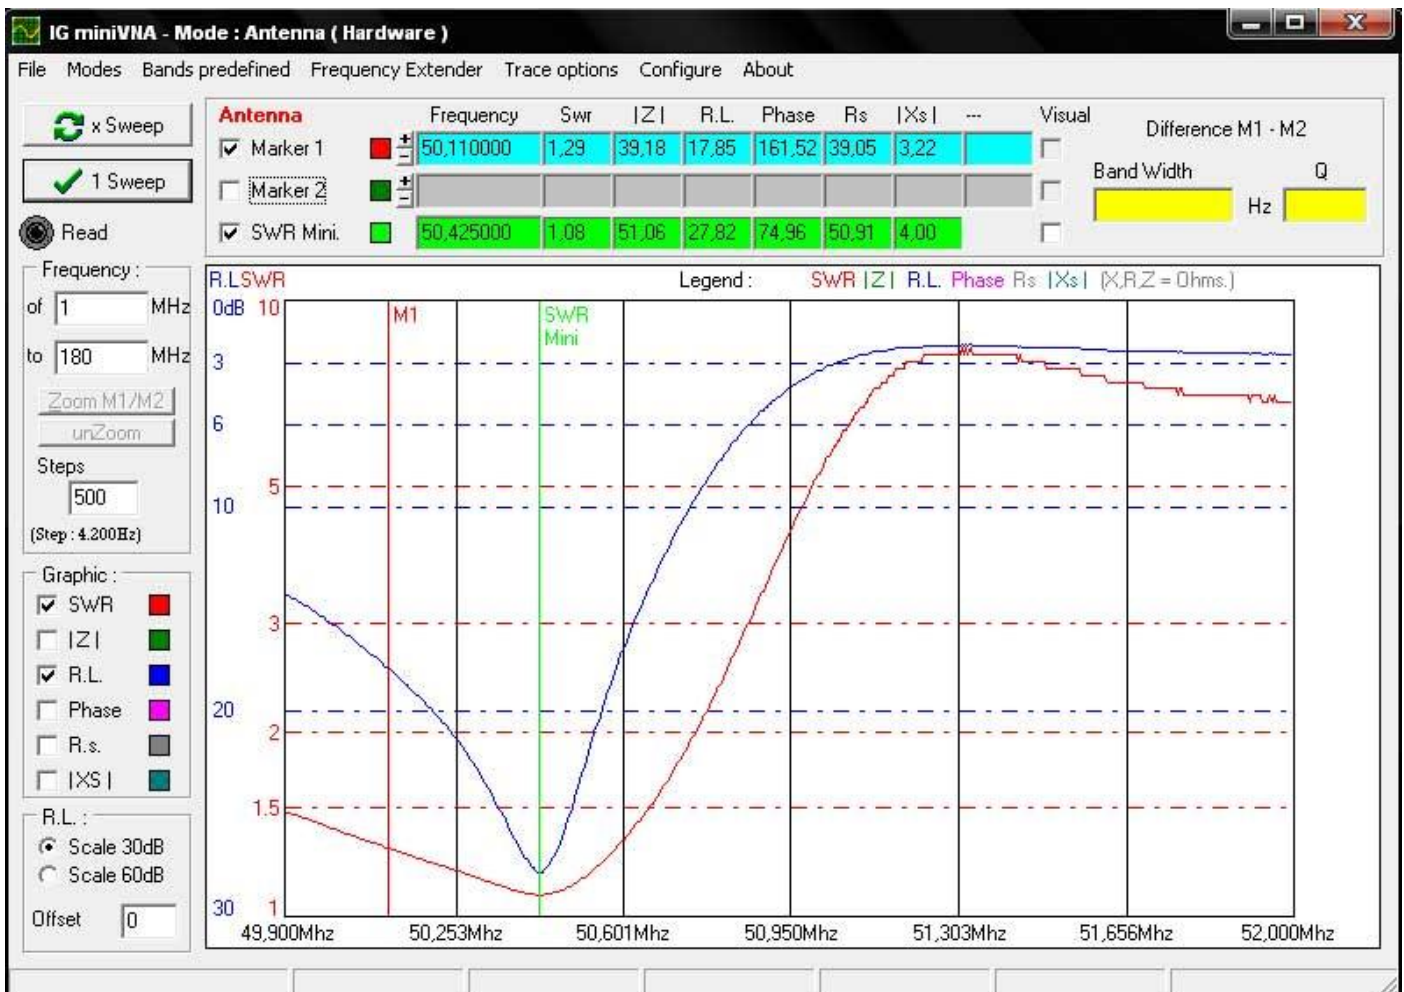 IG miniVNA - Mode : Antenna ( Hardware )
File Modes Bands predefined Frequency Extender Trace options Configure About
x Sweep
1 Sweep
Read
Antenna Frequency Swr |Z| R.L. Phase Rs |Xs| --- Visual
Marker 1 + - 50,110000 1,29 39,18 17,85 161,52 39,05 3,22
Marker 2 + -
SWR Mini. 50,425000 1,08 51,06 27,82 74,96 50,91 4,00
Difference M1 - M2
Band Width Q
Hz
Frequency :
of 1 MHz
to 180 MHz
Zoom M1/M2
unZoom
Steps
500
(Step : 4.200Hz)
Graphic :
SWR
|Z|
R.L.
Phase
R.s.
|XS|
R.L. :
Scale 30dB
Scale 60dB
Offset 0
R.L.SWR Legend : SWR |Z| R.L. Phase Rs |Xs| (X,R,Z = Ohms.)
0dB 10 M1 SWR
Mini
3
6
5
10
3
20
2
1.5
30 1
49,900Mhz 50,253Mhz 50,601Mhz 50,950Mhz 51,303Mhz 51,656Mhz 52,000Mhz